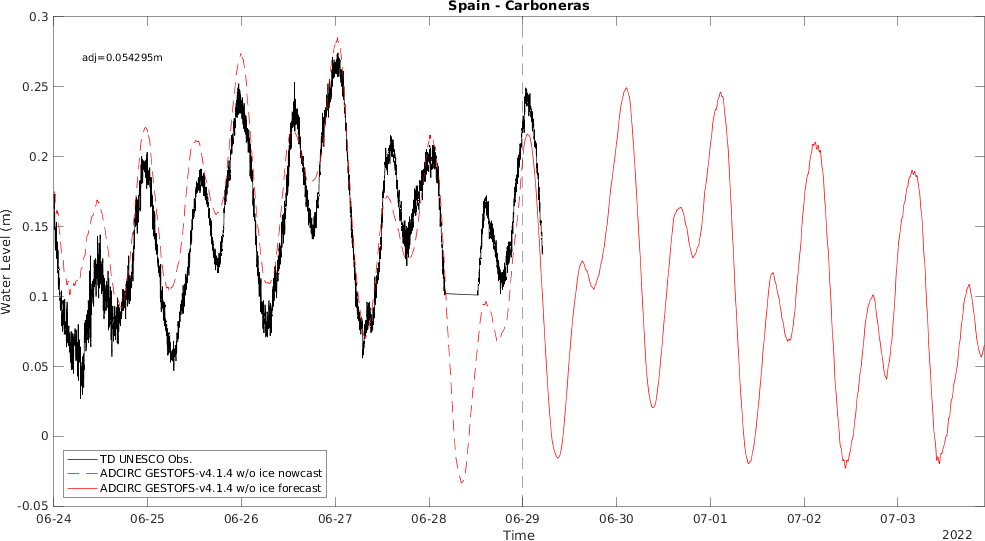 Spain - Carboneras
adj=0.054295m
Water Level (m)
0.3
0.25
0.2
0.15
0.1
0.05
0
-0.05
TD UNESCO Obs.
ADCIRC GESTOFS-v4.1.4 w/o ice nowcast
ADCIRC GESTOFS-v4.1.4 w/o ice forecast
06-24 06-25 06-26 06-27 06-28 06-29 06-30 07-01 07-02 07-03
Time
2022